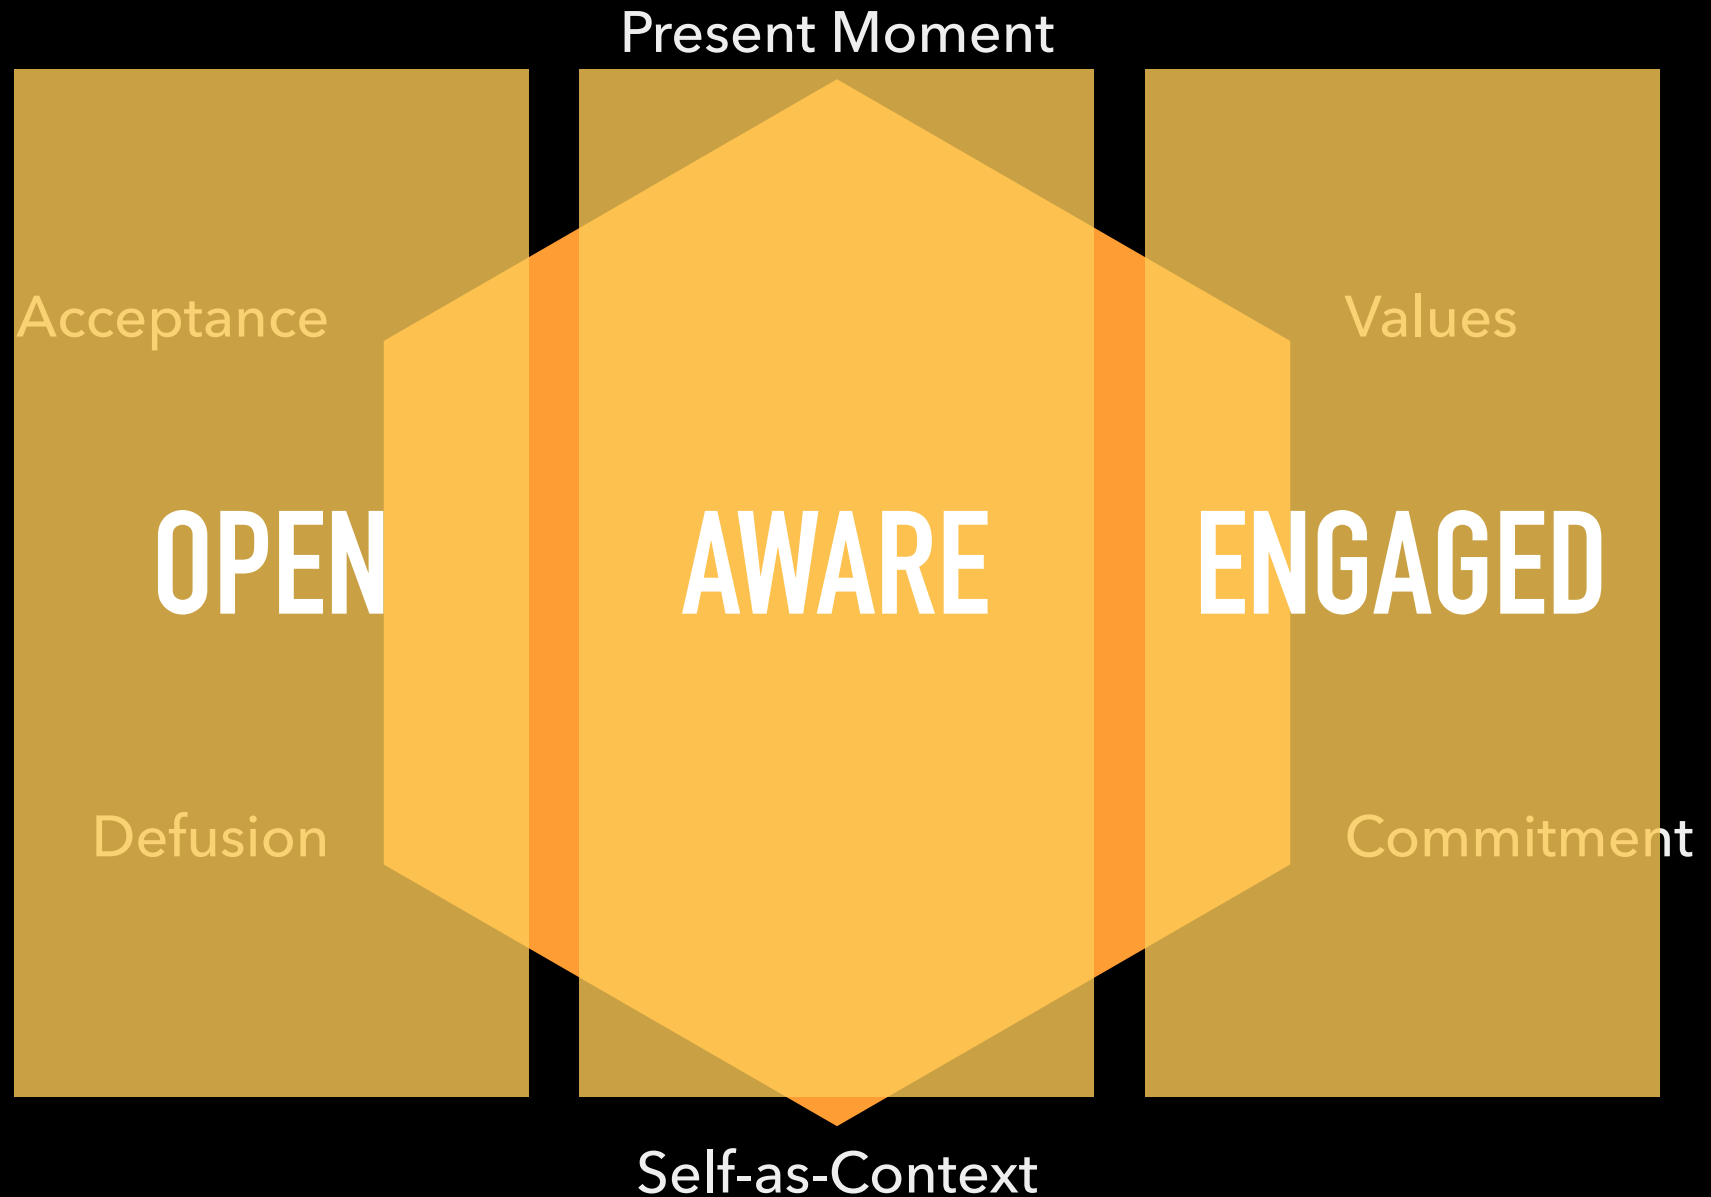 Present Moment
Acceptance
Values
OPEN
AWARE
ENGAGED
Defusion
Commitment
Self-as-Context